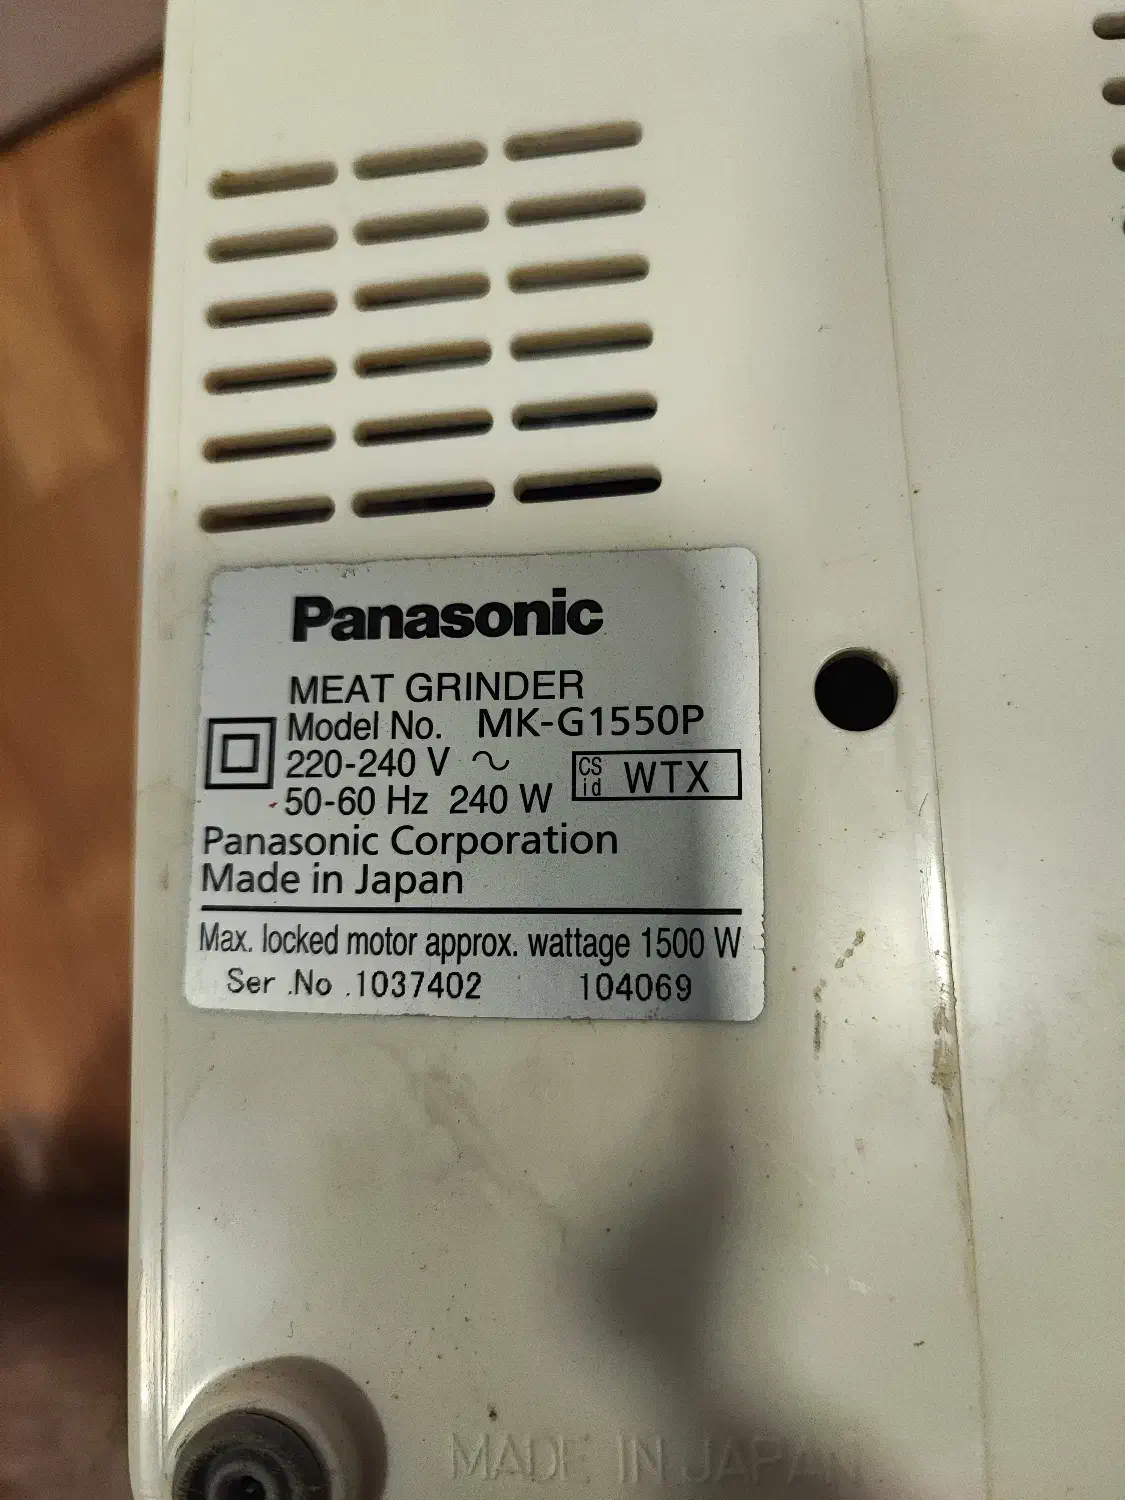 Panasonic
MEAT GRINDER
Model No. MK-G1550P
220-240 V ~
CS id WTX
50-60 Hz 240 W
Panasonic Corporation
Made in Japan
Max. locked motor approx. wattage 1500 W
Ser .No .1037402 104069
MADE IN JAPAN